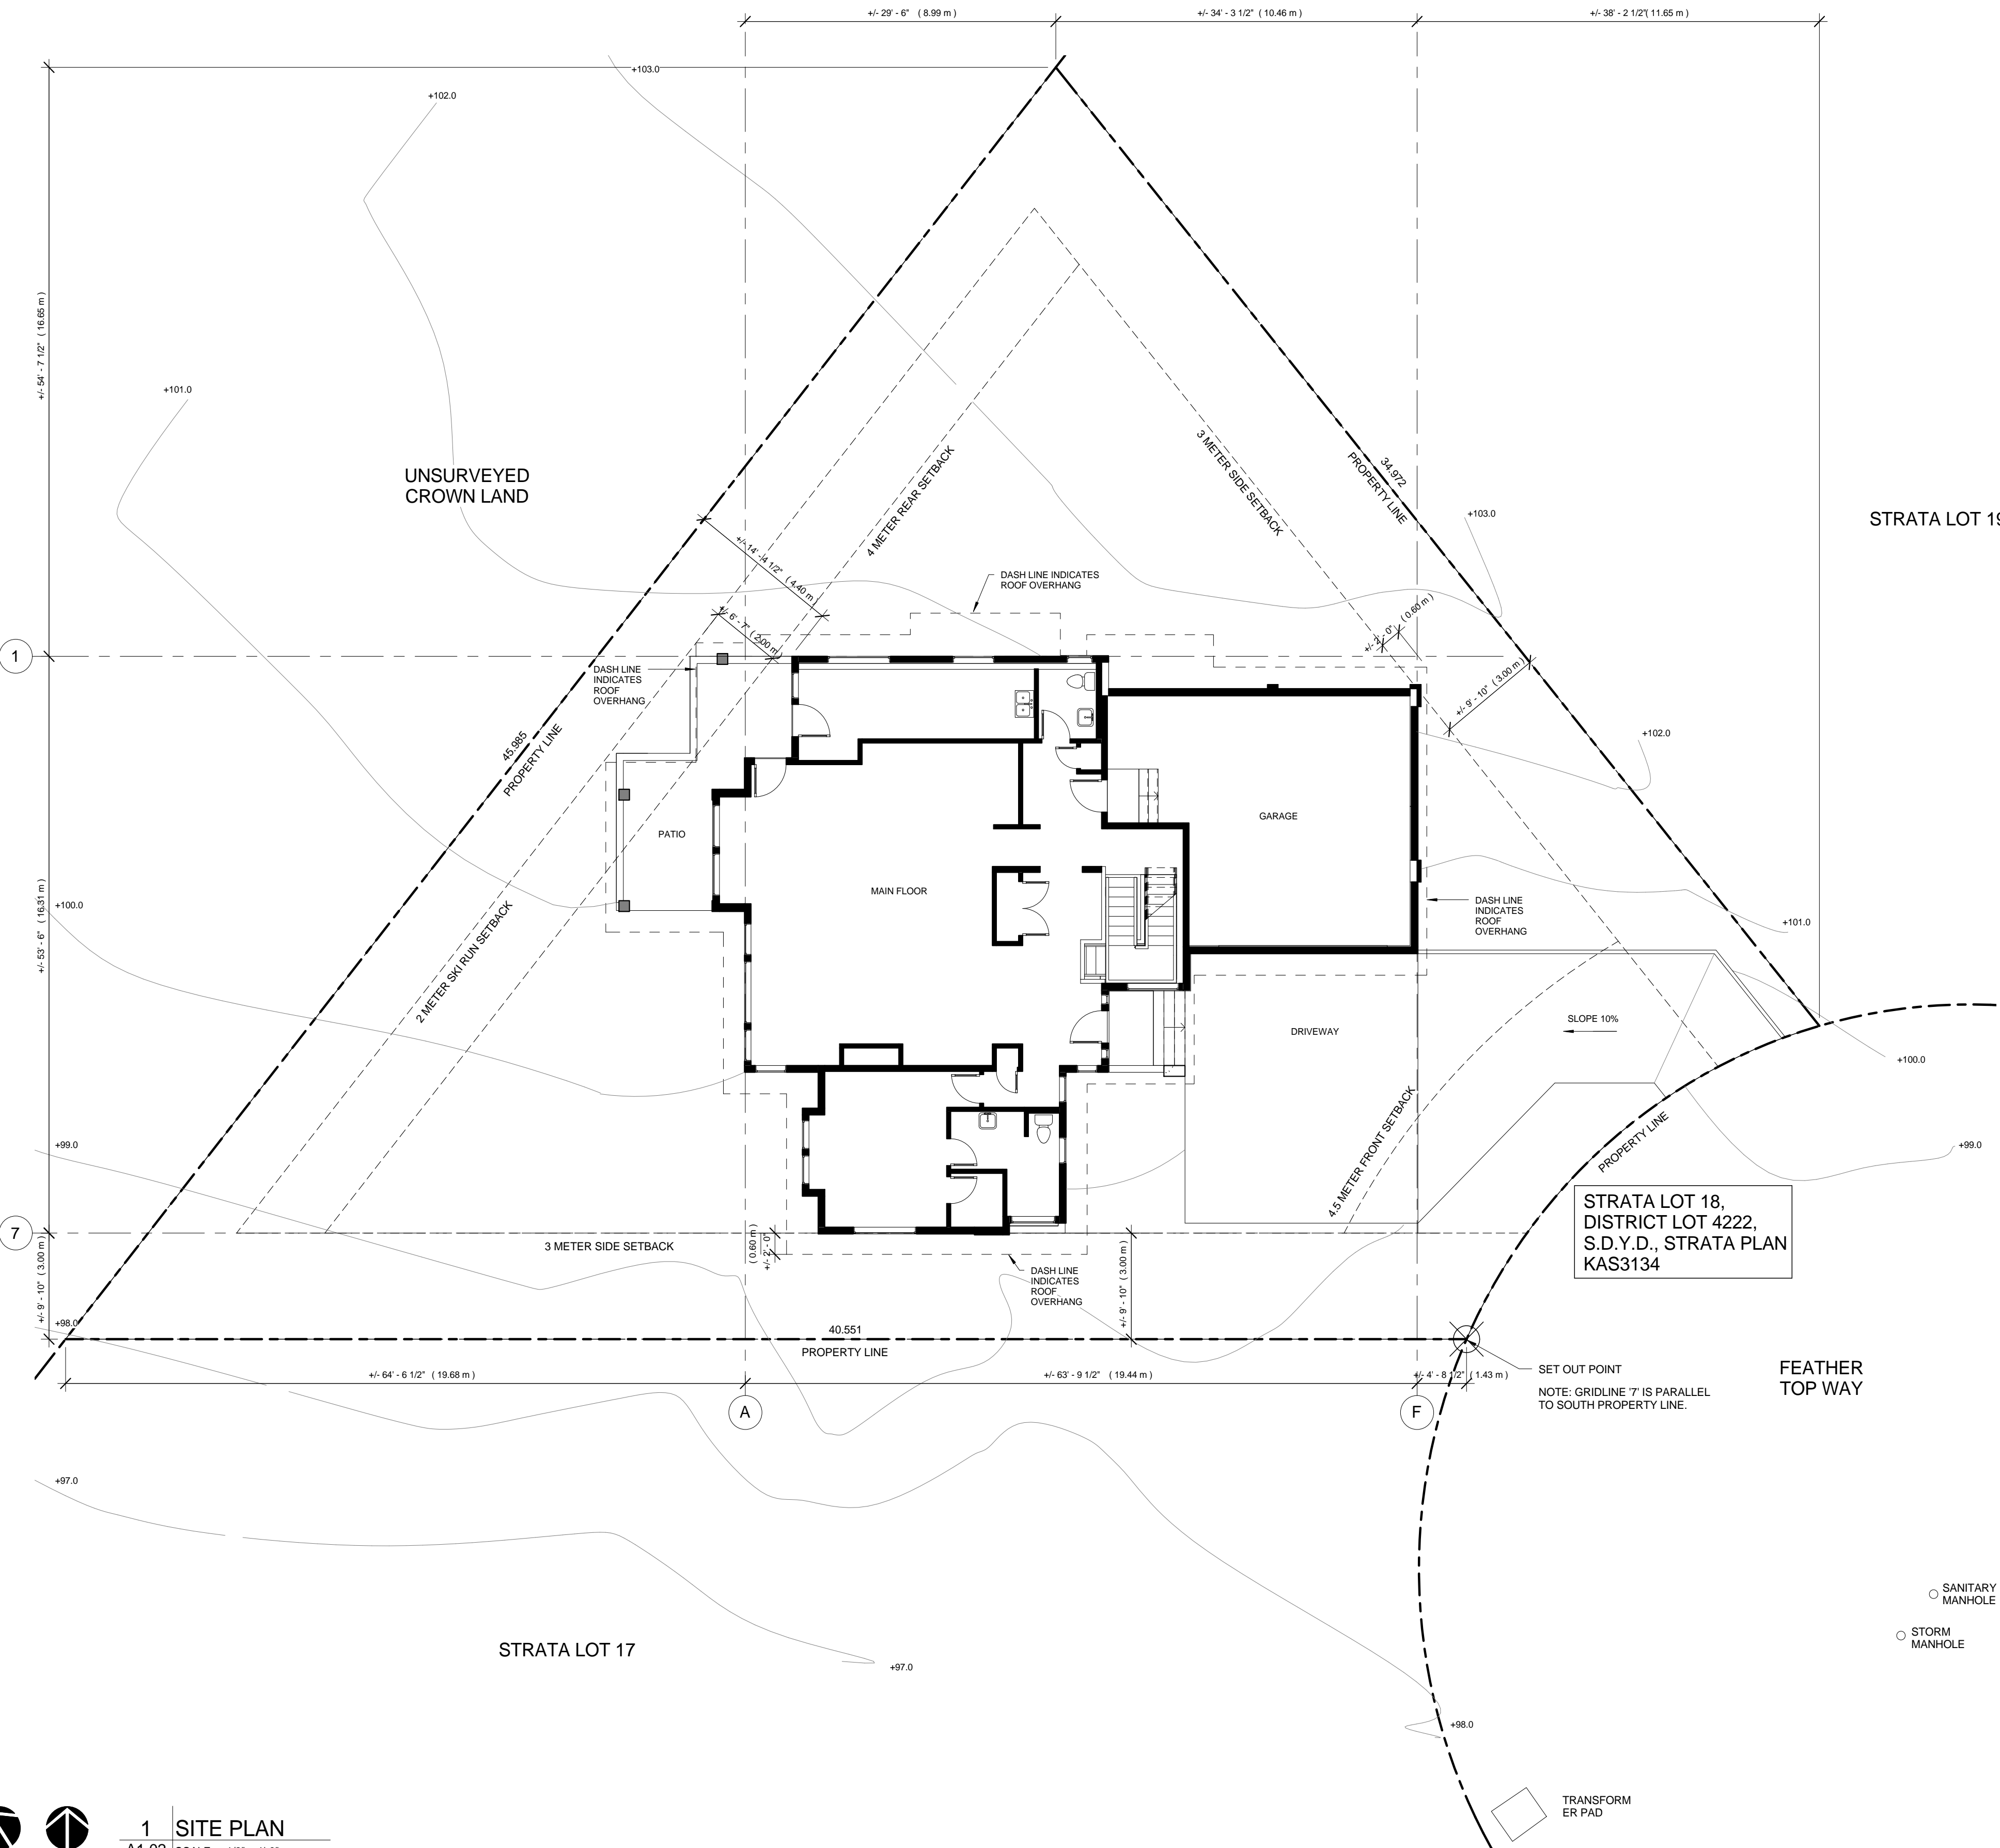 +/- 29' - 6" ( 8.99 m )
+/- 34' - 3 1/2" ( 10.46 m )
+/- 38' - 2 1/2"( 11.65 m )
+103.0
+102.0
+/- 54' - 7 1/2" ( 16.65 m )
+101.0
UNSURVEYED
CROWN LAND
4 METER REAR SETBACK
3 METER SIDE SETBACK
34.972
PROPERTY LINE
+103.0
STRATA LOT 19
+/- 14' - 4 1/2" ( 4.40 m )
+/- 6' - 7" ( 2.00 m )
DASH LINE INDICATES
ROOF OVERHANG
+/- 2' - 0" ( 0.60 m )
+/- 9' - 10" ( 3.00 m )
1
DASH LINE
INDICATES
ROOF
OVERHANG
45.985
PROPERTY LINE
+102.0
PATIO
GARAGE
MAIN FLOOR
+/- 53' - 6" ( 16.31 m )
+100.0
2 METER SKI RUN SETBACK
DASH LINE
INDICATES
ROOF
OVERHANG
+101.0
SLOPE 10%
DRIVEWAY
+100.0
4.5 METER FRONT SETBACK
PROPERTY LINE
+99.0
+99.0
STRATA LOT 18,
DISTRICT LOT 4222,
S.D.Y.D., STRATA PLAN
KAS3134
7
3 METER SIDE SETBACK
( 0.60 m )
+/- 2' - 0"
+/- 9' - 10" ( 3.00 m )
DASH LINE
INDICATES
ROOF
OVERHANG
+/- 9' - 10" ( 3.00 m )
+98.0
40.551
PROPERTY LINE
+/- 64' - 6 1/2" ( 19.68 m )
+/- 63' - 9 1/2" ( 19.44 m )
+/- 4' - 8 1/2" ( 1.43 m )
SET OUT POINT
NOTE: GRIDLINE '7' IS PARALLEL
TO SOUTH PROPERTY LINE.
FEATHER
TOP WAY
A
F
+97.0
SANITARY
MANHOLE
STORM
MANHOLE
STRATA LOT 17
+97.0
+98.0
TRANSFORM
ER PAD
1
SITE PLAN